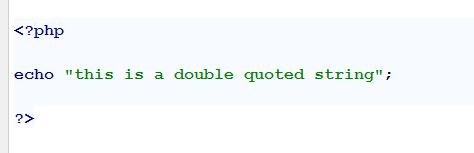 <?php
echo "this is a double quoted string";
?>